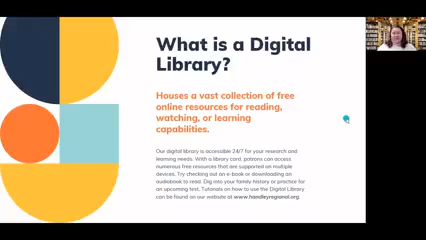 What is a Digital
Library?
Houses a vast collection of free
online resources for reading,
watching, or learning
capabilities.
Our digital library is accessible 24/7 for your research and
learning needs. With a library card, patrons can access
numerous free resources that are supported on multiple
devices. Try checking out an e-book or downloading an
audiobook to read. Dig into your family history or practice for
an upcoming test. Tutorials on how to use the Digital Library
can be found on our website at www.handleyregional.org.